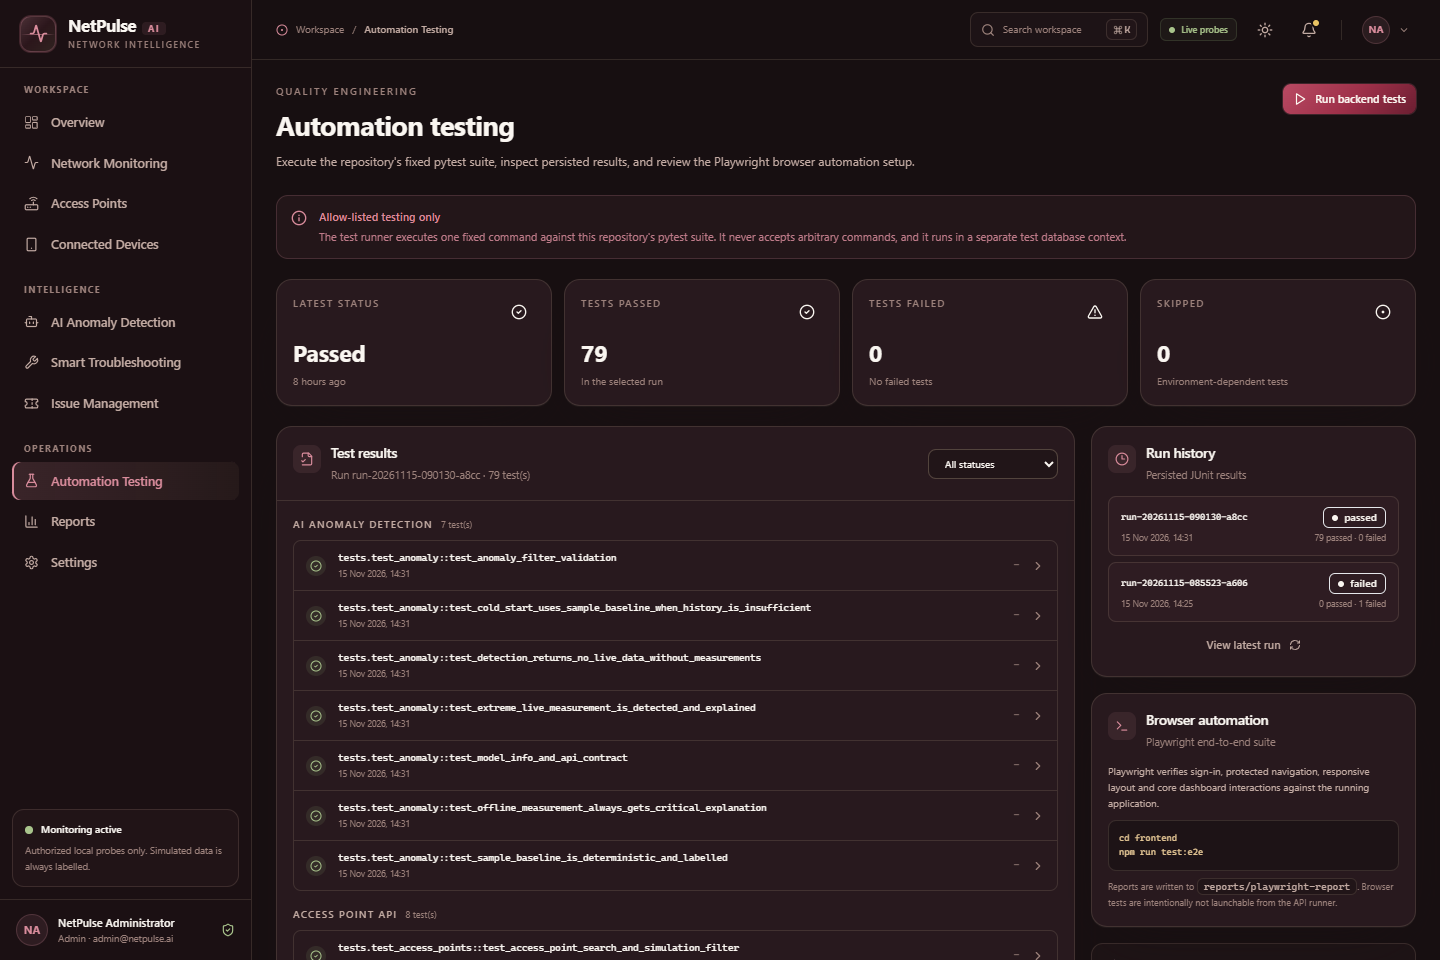 NetPulse AI
NETWORK INTELLIGENCE
WORKSPACE
Overview
Network Monitoring
Access Points
Connected Devices
INTELLIGENCE
AI Anomaly Detection
Smart Troubleshooting
Issue Management
OPERATIONS
Automation Testing
Reports
Settings
Monitoring active
Authorized local probes only. Simulated data is
always labelled.
NA
NetPulse Administrator
Admin · admin@netpulse.ai
Workspace / Automation Testing
Search workspace ⌘K
Live probes
NA
QUALITY ENGINEERING
Automation testing
Execute the repository's fixed pytest suite, inspect persisted results, and review the Playwright browser automation setup.
Run backend tests
Allow-listed testing only
The test runner executes one fixed command against this repository's pytest suite. It never accepts arbitrary commands, and it runs in a separate test database context.
LATEST STATUS
Passed
8 hours ago
TESTS PASSED
79
In the selected run
TESTS FAILED
0
No failed tests
SKIPPED
0
Environment-dependent tests
Test results
Run run-20261115-090130-a8cc · 79 test(s)
All statuses
AI ANOMALY DETECTION 7 test(s)
tests.test_anomaly::test_anomaly_filter_validation
15 Nov 2026, 14:31
–
tests.test_anomaly::test_cold_start_uses_sample_baseline_when_history_is_insufficient
15 Nov 2026, 14:31
–
tests.test_anomaly::test_detection_returns_no_live_data_without_measurements
15 Nov 2026, 14:31
–
tests.test_anomaly::test_extreme_live_measurement_is_detected_and_explained
15 Nov 2026, 14:31
–
tests.test_anomaly::test_model_info_and_api_contract
15 Nov 2026, 14:31
–
tests.test_anomaly::test_offline_measurement_always_gets_critical_explanation
15 Nov 2026, 14:31
–
tests.test_anomaly::test_sample_baseline_is_deterministic_and_labelled
15 Nov 2026, 14:31
–
ACCESS POINT API 8 test(s)
tests.test_access_points::test_access_point_search_and_simulation_filter
–
Run history
Persisted JUnit results
run-20261115-090130-a8cc passed
15 Nov 2026, 14:31 79 passed · 0 failed
run-20261115-085523-a606 failed
15 Nov 2026, 14:25 0 passed · 1 failed
View latest run
Browser automation
Playwright end-to-end suite
Playwright verifies sign-in, protected navigation, responsive
layout and core dashboard interactions against the running
application.
cd frontend
npm run test:e2e
Reports are written to reports/playwright-report. Browser
tests are intentionally not launchable from the API runner.